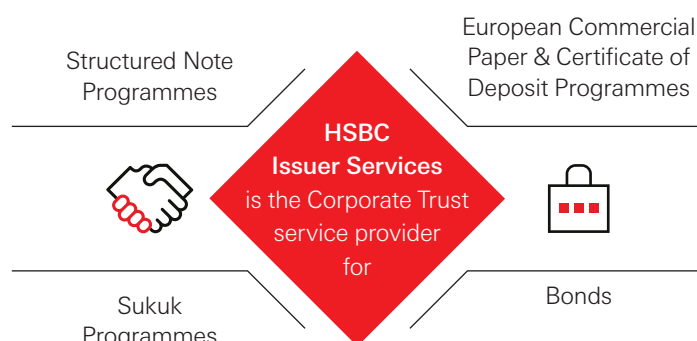 Structured Note
Programmes
European Commercial
Paper & Certificate of
Deposit Programmes
HSBC
Issuer Services
is the Corporate Trust
service provider
for
Sukuk
Programmes
Bonds